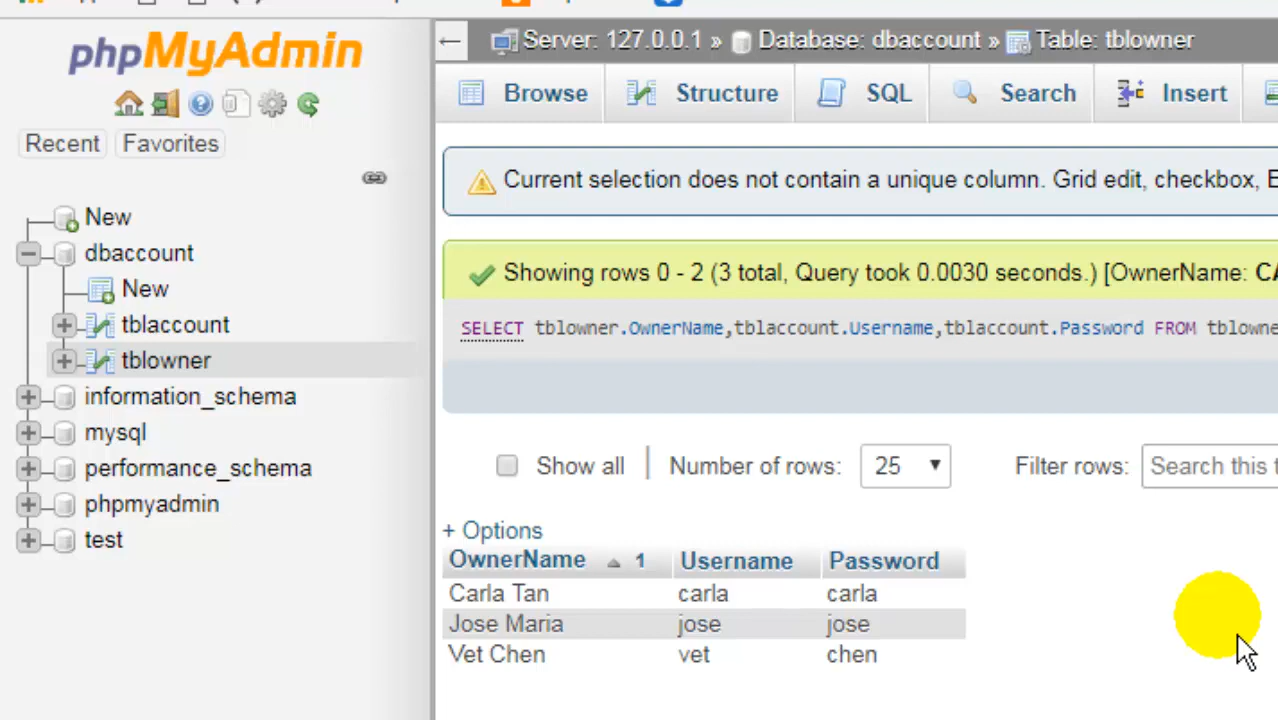 phpMyAdmin
Recent Favorites
New
dbaccount
New
tblaccount
tblowner
information_schema
mysql
performance_schema
phpmyadmin
test
← Server: 127.0.0.1 » Database: dbaccount » Table: tblowner
Browse Structure SQL Search Insert
Current selection does not contain a unique column. Grid edit, checkbox, E
Showing rows 0 - 2 (3 total, Query took 0.0030 seconds.) [OwnerName: CA
SELECT tblowner.OwnerName,tblaccount.Username,tblaccount.Password FROM tblowne
Show all | Number of rows: 25 Filter rows: Search this t
+ Options
OwnerName 1 Username Password
Carla Tan carla carla
Jose Maria jose jose
Vet Chen vet chen